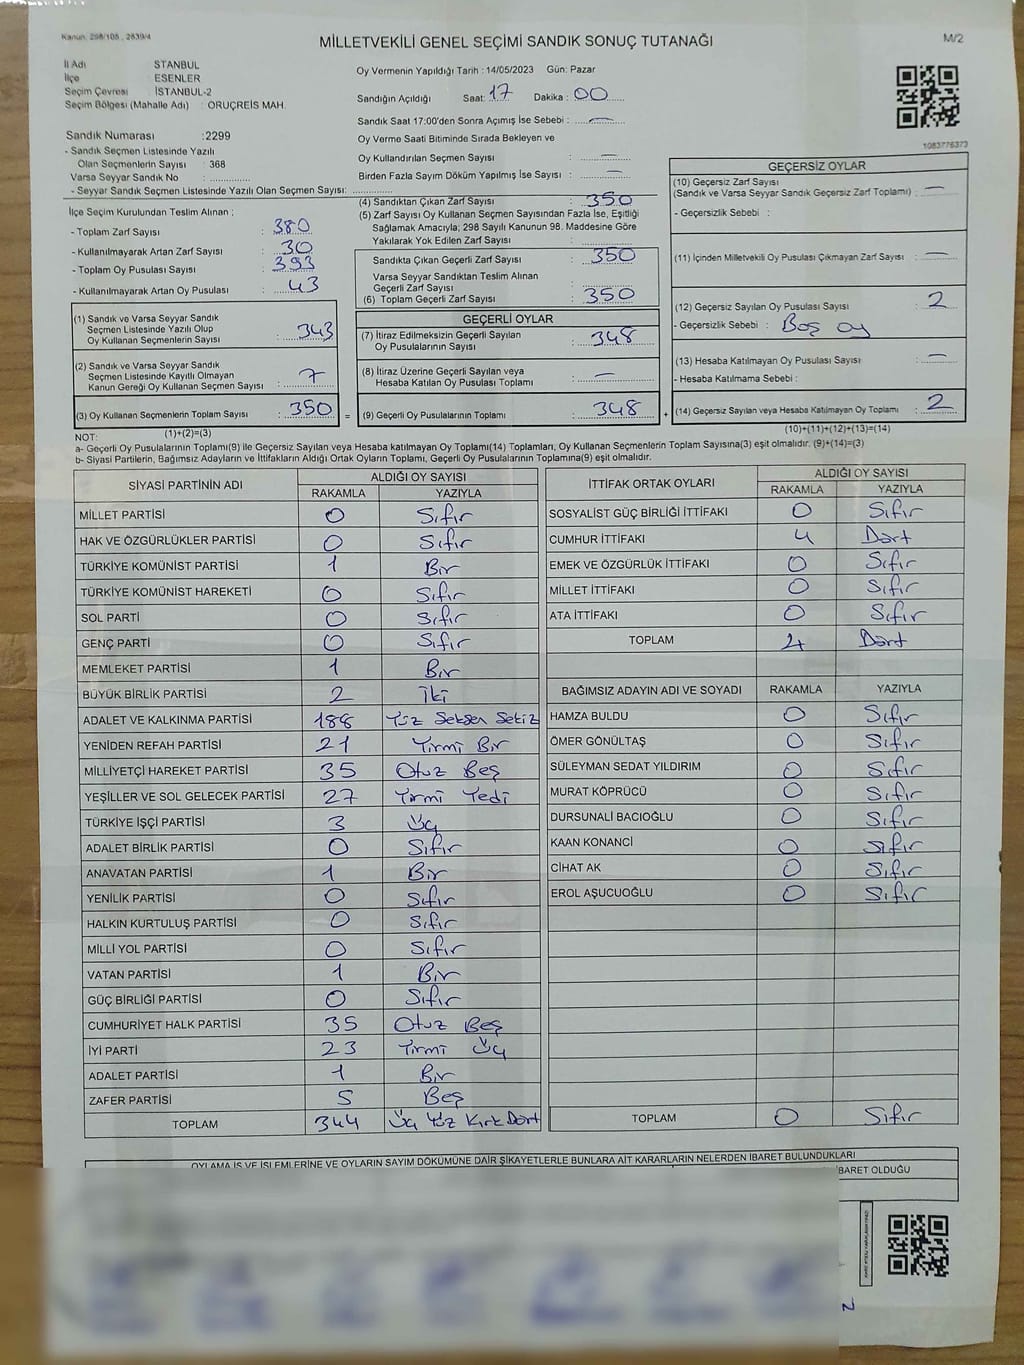 Kanun: 298/105 , 2839/4
MİLLETVEKİLİ GENEL SEÇİMİ SANDIK SONUÇ TUTANAĞI
M/2
İl Adı : İSTANBUL
İlçe : ESENLER
Seçim Çevresi : İSTANBUL-2
Seçim Bölgesi (Mahalle Adı) : ORUÇREİS MAH.
Sandık Numarası : 2299
- Sandık Seçmen Listesinde Yazılı
Olan Seçmenlerin Sayısı : 368
Varsa Seyyar Sandık No : ..............
- Seyyar Sandık Seçmen Listesinde Yazılı Olan Seçmen Sayısı: ..............
Oy Vermenin Yapıldığı Tarih : 14/05/2023 Gün: Pazar
Sandığın Açıldığı Saat: 17 Dakika : 00
Sandık Saat 17:00'den Sonra Açımış İse Sebebi : —
Oy Verme Saati Bitiminde Sırada Bekleyen ve
Oy Kullandırılan Seçmen Sayısı : —
Birden Fazla Sayım Döküm Yapılmış İse Sayısı : —
1083776373
İlçe Seçim Kurulundan Teslim Alınan ;
- Toplam Zarf Sayısı : 380
- Kullanılmayarak Artan Zarf Sayısı : 30
- Toplam Oy Pusulası Sayısı : 393
- Kullanılmayarak Artan Oy Pusulası : 43
(1) Sandık ve Varsa Seyyar Sandık
Seçmen Listesinde Yazılı Olup
Oy Kullanan Seçmenlerin Sayısı : 343
(2) Sandık ve Varsa Seyyar Sandık
Seçmen Listesinde Kayıtlı Olmayan
Kanun Gereği Oy Kullanan Seçmen Sayısı : 7
(3) Oy Kullanan Seçmenlerin Toplam Sayısı : 350
(1)+(2)=(3)
(4) Sandıktan Çıkan Zarf Sayısı : 350
(5) Zarf Sayısı Oy Kullanan Seçmen Sayısından Fazla İse, Eşitliği
Sağlamak Amacıyla; 298 Sayılı Kanunun 98. Maddesine Göre
Yakılarak Yok Edilen Zarf Sayısı :
Sandıkta Çıkan Geçerli Zarf Sayısı : 350
Varsa Seyyar Sandıktan Teslim Alınan
Geçerli Zarf Sayısı :
(6) Toplam Geçerli Zarf Sayısı : 350
GEÇERLİ OYLAR
(7) İtiraz Edilmeksizin Geçerli Sayılan
Oy Pusulalarının Sayısı : 348
(8) İtiraz Üzerine Geçerli Sayılan veya
Hesaba Katılan Oy Pusulası Toplamı : —
= (9) Geçerli Oy Pusulalarının Toplamı : 348
GEÇERSİZ OYLAR
(10) Geçersiz Zarf Sayısı
(Sandık ve Varsa Seyyar Sandık Geçersiz Zarf Toplamı) : —
- Geçersizlik Sebebi :
(11) İçinden Milletvekili Oy Pusulası Çıkmayan Zarf Sayısı : —
(12) Geçersiz Sayılan Oy Pusulası Sayısı : 2
- Geçersizlik Sebebi : Boş oy
(13) Hesaba Katılmayan Oy Pusulası Sayısı : —
- Hesaba Katılmama Sebebi :
+ (14) Geçersiz Sayılan veya Hesaba Katılmayan Oy Toplamı : 2
(10)+(11)+(12)+(13)=(14)
NOT:
a- Geçerli Oy Pusulalarının Toplamı(9) ile Geçersiz Sayılan veya Hesaba katılmayan Oy Toplamı(14) Toplamları, Oy Kullanan Seçmenlerin Toplam Sayısına(3) eşit olmalıdır. (9)+(14)=(3)
b- Siyasi Partilerin, Bağımsız Adayların ve İttifakların Aldığı Ortak Oyların Toplamı, Geçerli Oy Pusulalarının Toplamına(9) eşit olmalıdır.
SİYASİ PARTİNİN ADI ALDIĞI OY SAYISI
RAKAMLA YAZIYLA
MİLLET PARTİSİ 0 Sıfır
HAK VE ÖZGÜRLÜKLER PARTİSİ 0 Sıfır
TÜRKİYE KOMÜNİST PARTİSİ 1 Bir
TÜRKİYE KOMÜNİST HAREKETİ 0 Sıfır
SOL PARTİ 0 Sıfır
GENÇ PARTİ 0 Sıfır
MEMLEKET PARTİSİ 1 Bir
BÜYÜK BİRLİK PARTİSİ 2 İki
ADALET VE KALKINMA PARTİSİ 188 Yüz Seksen Sekiz
YENİDEN REFAH PARTİSİ 21 Yirmi Bir
MİLLİYETÇİ HAREKET PARTİSİ 35 Otuz Beş
YEŞİLLER VE SOL GELECEK PARTİSİ 27 Yirmi Yedi
TÜRKİYE İŞÇİ PARTİSİ 3 Üç
ADALET BİRLİK PARTİSİ 0 Sıfır
ANAVATAN PARTİSİ 1 Bir
YENİLİK PARTİSİ 0 Sıfır
HALKIN KURTULUŞ PARTİSİ 0 Sıfır
MİLLİ YOL PARTİSİ 0 Sıfır
VATAN PARTİSİ 1 Bir
GÜÇ BİRLİĞİ PARTİSİ 0 Sıfır
CUMHURİYET HALK PARTİSİ 35 Otuz Beş
İYİ PARTİ 23 Yirmi Üç
ADALET PARTİSİ 1 Bir
ZAFER PARTİSİ 5 Beş
TOPLAM 344 Üç Yüz Kırk Dört
İTTİFAK ORTAK OYLARI ALDIĞI OY SAYISI
RAKAMLA YAZIYLA
SOSYALİST GÜÇ BİRLİĞİ İTTİFAKI 0 Sıfır
CUMHUR İTTİFAKI 4 Dört
EMEK VE ÖZGÜRLÜK İTTİFAKI 0 Sıfır
MİLLET İTTİFAKI 0 Sıfır
ATA İTTİFAKI 0 Sıfır
TOPLAM 4 Dört
BAĞIMSIZ ADAYIN ADI VE SOYADI RAKAMLA YAZIYLA
HAMZA BULDU 0 Sıfır
ÖMER GÖNÜLTAŞ 0 Sıfır
SÜLEYMAN SEDAT YILDIRIM 0 Sıfır
MURAT KÖPRÜCÜ 0 Sıfır
DURSUNALİ BACIOĞLU 0 Sıfır
KAAN KONANCİ 0 Sıfır
CİHAT AK 0 Sıfır
EROL AŞUCUOĞLU 0 Sıfır
TOPLAM 0 Sıfır
OYLAMA İŞ VE İŞLEMLERİNE VE OYLARIN SAYIM DÖKÜMÜNE DAİR ŞİKAYETLERLE BUNLARA AİT KARARLARIN NELERDEN İBARET BULUNDUKLARI
İBARET OLDUĞU